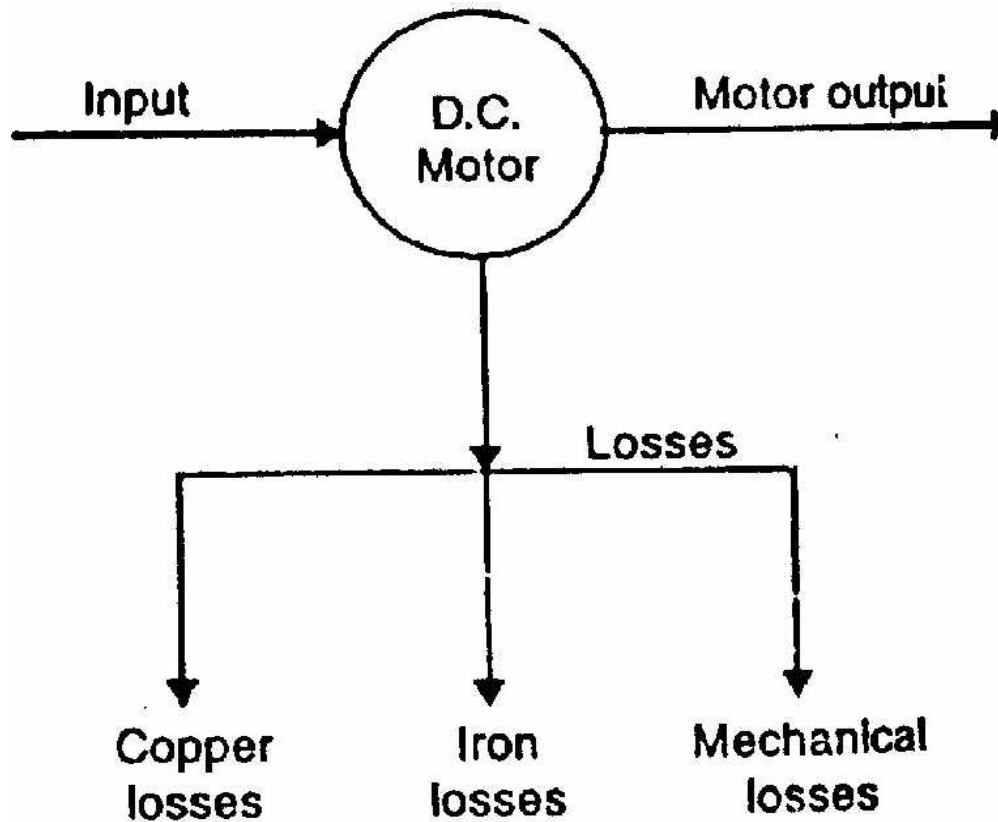 Input
D.C.
Motor
Motor outpui
Losses
Copper
losses
Iron
losses
Mechanical
losses